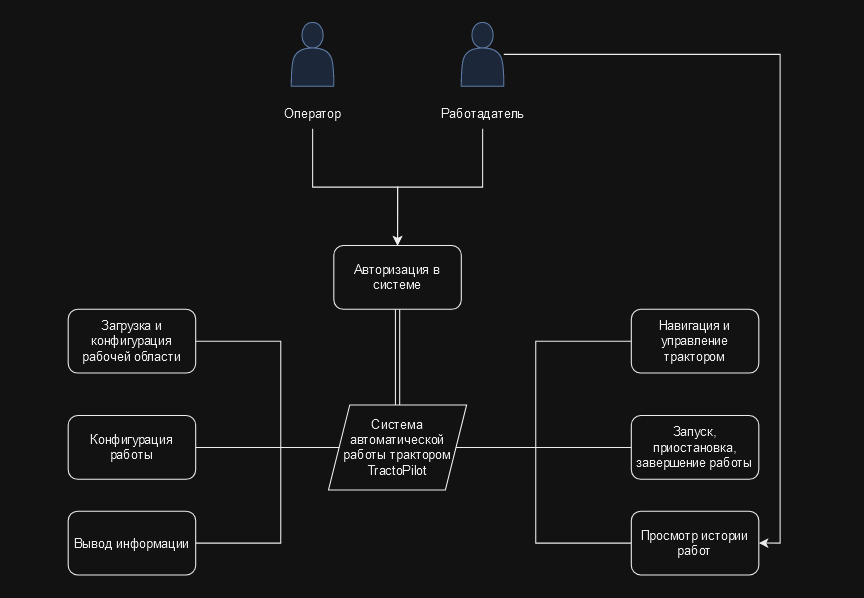 Оператор
Работадатель
Авторизация в
системе
Загрузка и
конфигурация
рабочей области
Навигация и
управление
трактором
Конфигурация
работы
Система
автоматической
работы трактором
TractoPilot
Запуск,
приостановка,
завершение работы
Вывод информации
Просмотр истории
работ